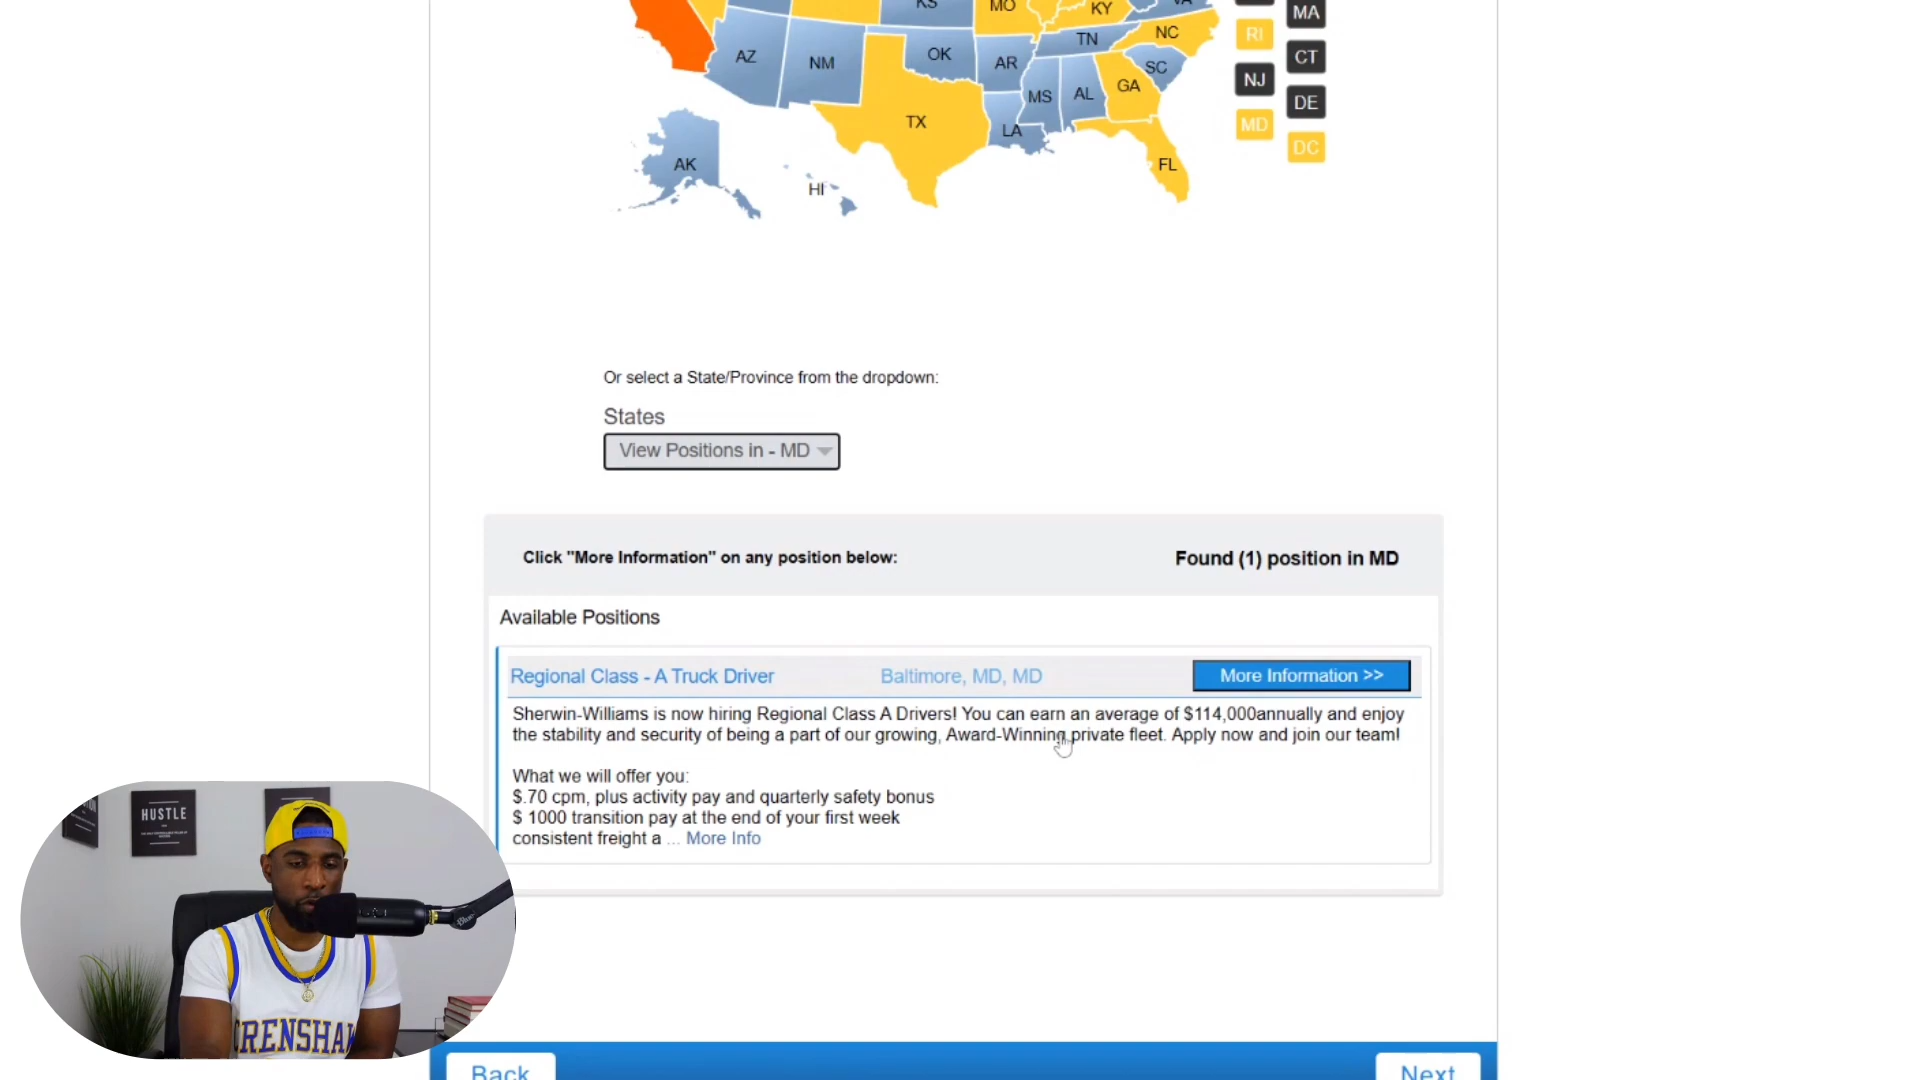 KS
MO
KY
VA
MA
NC
RI
AZ
NM
OK
AR
TN
SC
CT
NJ
MS
AL
GA
DE
TX
LA
MD
DC
AK
HI
FL
Or select a State/Province from the dropdown:
States
View Positions in - MD
Click "More Information" on any position below:
Found (1) position in MD
Available Positions
Regional Class - A Truck Driver
Baltimore, MD, MD
More Information >>
Sherwin-Williams is now hiring Regional Class A Drivers! You can earn an average of $114,000annually and enjoy
the stability and security of being a part of our growing, Award-Winning private fleet. Apply now and join our team!
What we will offer you:
$.70 cpm, plus activity pay and quarterly safety bonus
$ 1000 transition pay at the end of your first week
consistent freight a ... More Info
HUSTLE
CRENSHAW
Back
Next